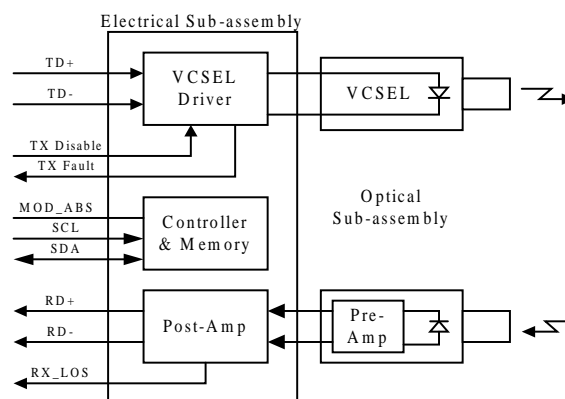 Electrical Sub-assembly
TD+
TD-
TX Disable
TX Fault
VCSEL
Driver
VCSEL
MOD_ABS
SCL
SDA
Controller
& Memory
Optical
Sub-assembly
RD+
RD-
RX_LOS
Post-Amp
Pre-
Amp